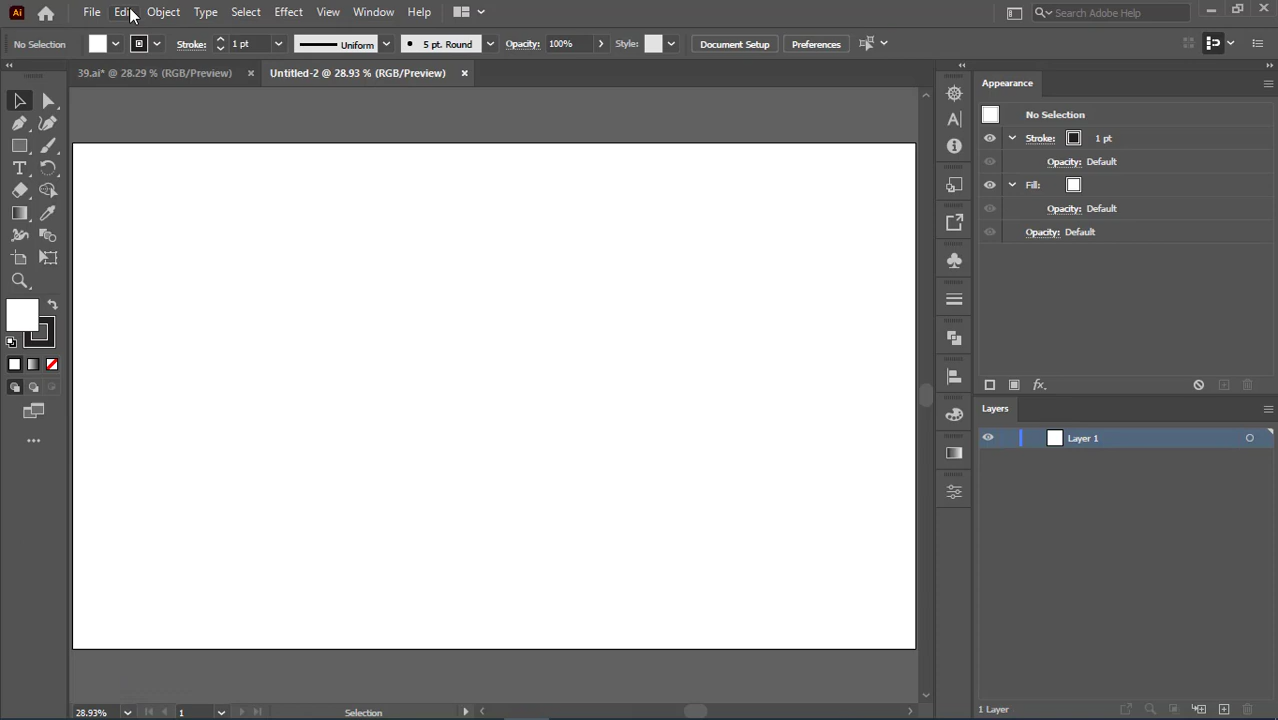 Ai File Edit Object Type Select Effect View Window Help Search Adobe Help
No Selection Stroke: 1 pt Uniform 5 pt. Round Opacity: 100% Style: Document Setup Preferences
39.ai* @ 28.29 % (RGB/Preview) × Untitled-2 @ 28.93 % (RGB/Preview) ×
Appearance
No Selection
Stroke: 1 pt
Opacity: Default
Fill:
Opacity: Default
Opacity: Default
fx.
Layers
Layer 1
28.93% 1 Selection
1 Layer